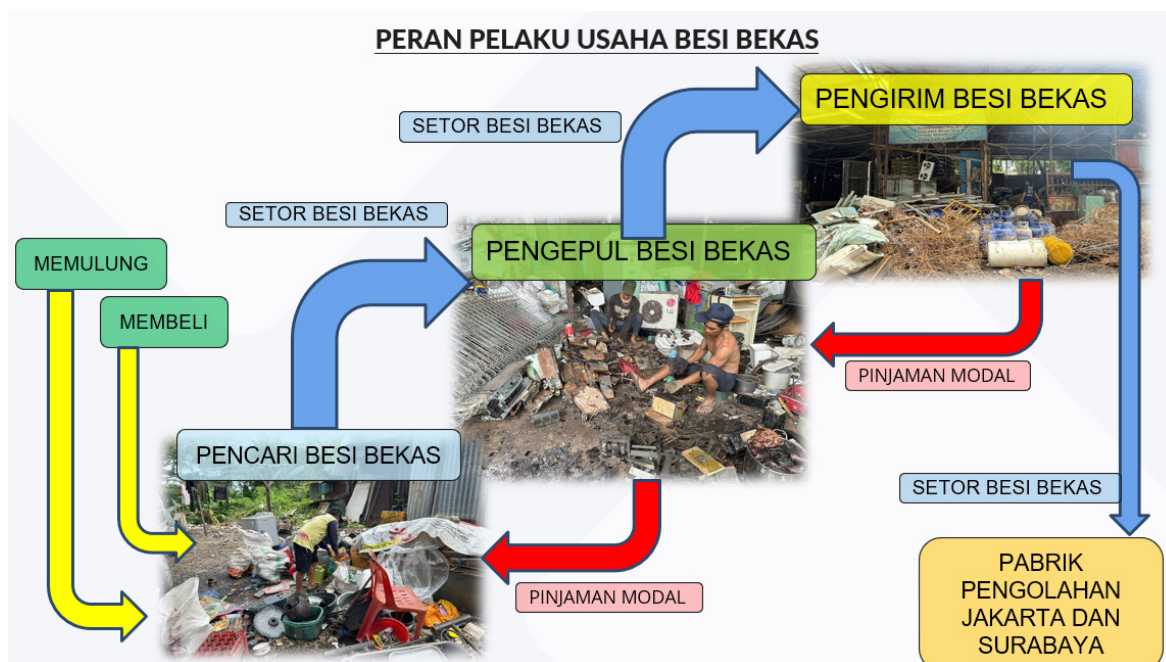 PERAN PELAKU USAHA BESI BEKAS
PENGIRIM BESI BEKAS
SETOR BESI BEKAS
SETOR BESI BEKAS
PENGEPUL BESI BEKAS
MEMULUNG
MEMBELI
PINJAMAN MODAL
PENCARI BESI BEKAS
SETOR BESI BEKAS
PINJAMAN MODAL
PABRIK
PENGOLAHAN
JAKARTA DAN
SURABAYA